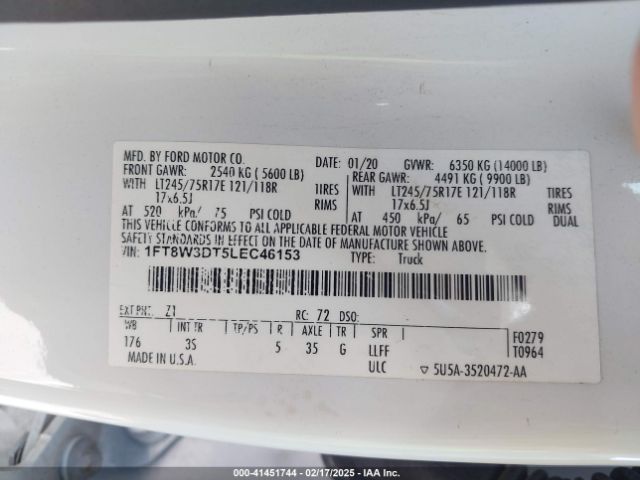 MFD. BY FORD MOTOR CO. DATE: 01/20 GVWR: 6350 KG (14000 LB)
FRONT GAWR: 2540 KG (5600 LB) REAR GAWR: 4491 KG (9900 LB)
WITH LT245/75R17E 121/118R TIRES WITH LT245/75R17E 121/118R TIRES
17x6.5J RIMS 17x6.5J RIMS
AT 520 kPa/ 75 PSI COLD AT 450 kPa/ 65 PSI COLD DUAL
THIS VEHICLE CONFORMS TO ALL APPLICABLE FEDERAL MOTOR VEHICLE
SAFETY STANDARDS IN EFFECT ON THE DATE OF MANUFACTURE SHOWN ABOVE.
VIN: 1FT8W3DT5LEC46153 TYPE: Truck
EXT PNT: Z1 RC: 72 DSO:
WB INT TR TP/PS R AXLE TR SPR F0279
176 3S 5 35 G LLFF T0964
MADE IN U.S.A. ULC ▽ 5U5A-3520472-AA
000-41451744 - 02/17/2025 - IAA Inc.